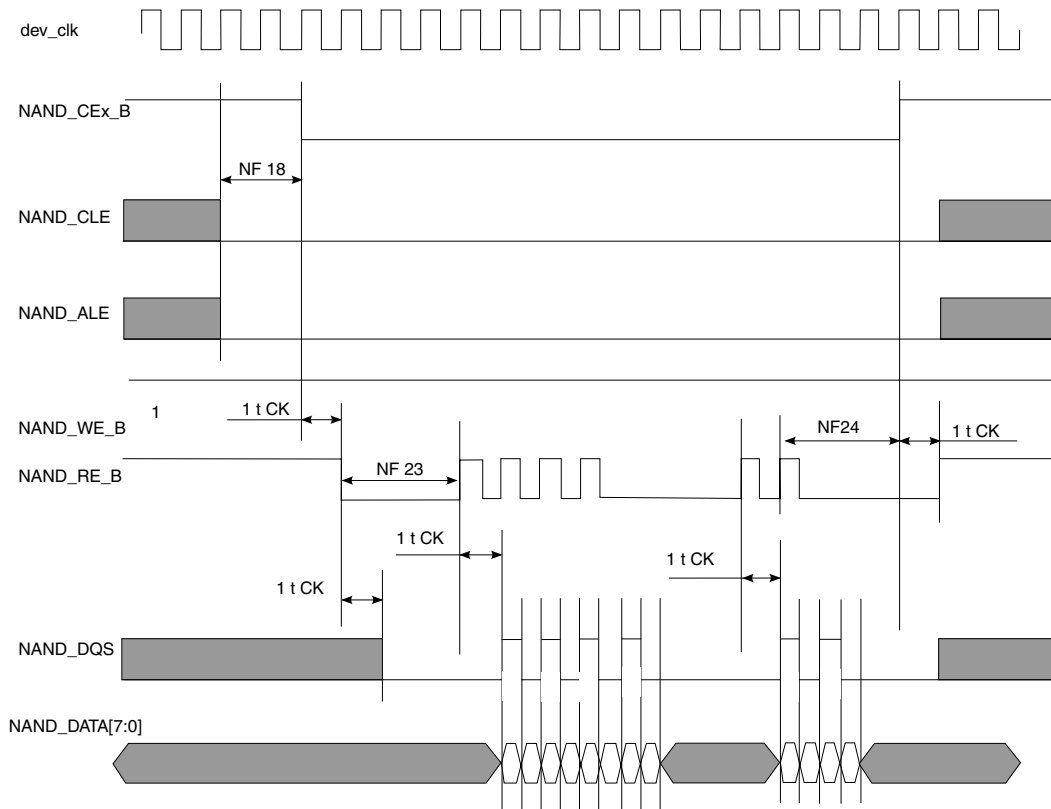 dev_clk
NAND_CEx_B
NF 18
NAND_CLE
NAND_ALE
1
1 t CK
NAND_WE_B
NF24
1 t CK
NAND_RE_B
NF 23
1 t CK
1 t CK
1 t CK
NAND_DQS
NAND_DATA[7:0]